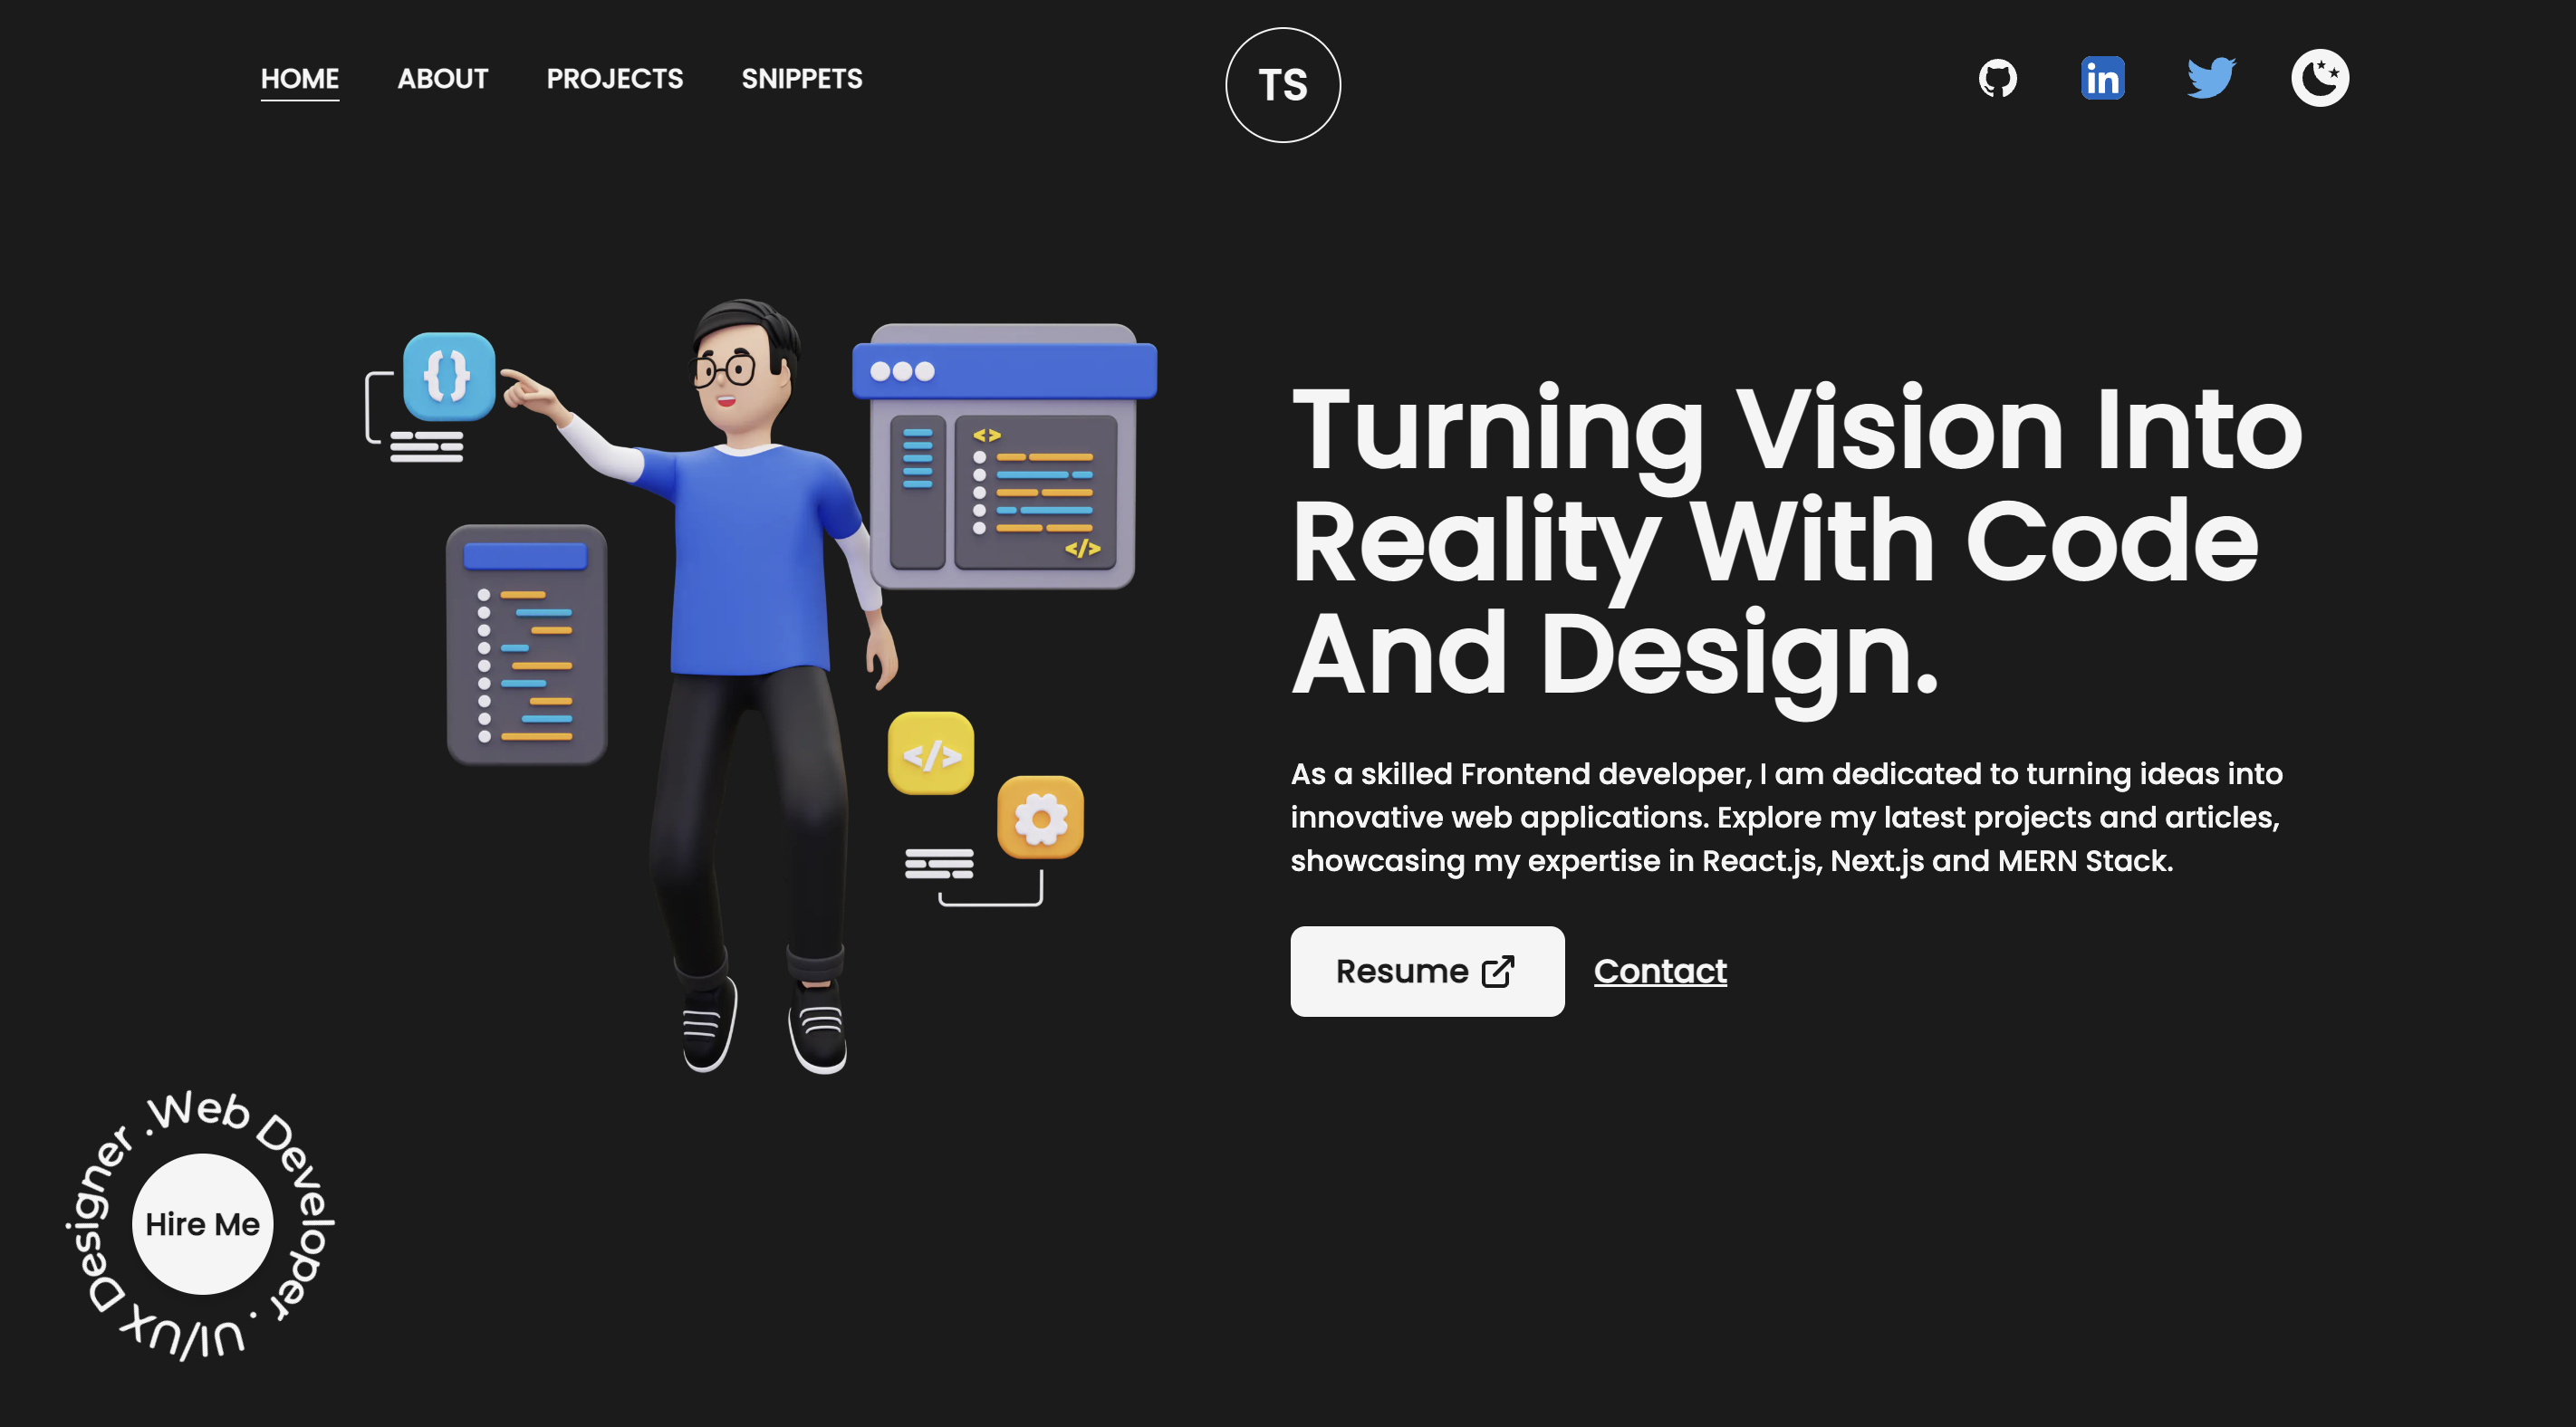 HOME ABOUT PROJECTS SNIPPETS
TS
in
{}
<>
</>
</>
Turning Vision Into
Reality With Code
And Design.
As a skilled Frontend developer, I am dedicated to turning ideas into
innovative web applications. Explore my latest projects and articles,
showcasing my expertise in React.js, Next.js and MERN Stack.
Resume Contact
.Web Developer . UI/UX Designer
Hire Me